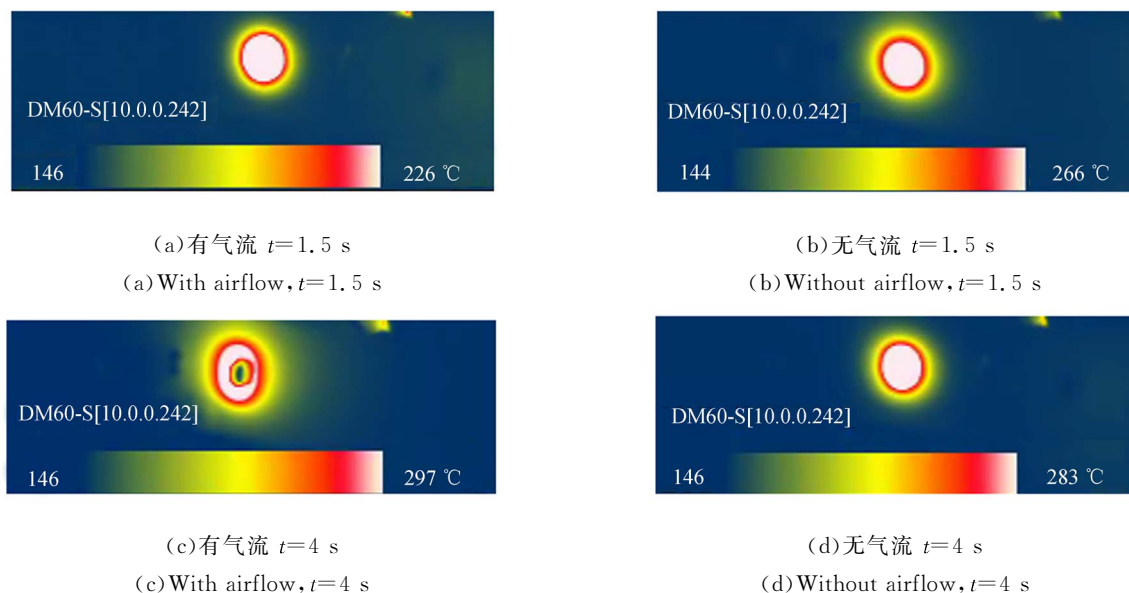 DM60-S[10.0.0.242]
146 226 ℃
(a)有气流 t=1.5 s
(a)With airflow,t=1.5 s
DM60-S[10.0.0.242]
144 266 ℃
(b)无气流 t=1.5 s
(b)Without airflow,t=1.5 s
DM60-S[10.0.0.242]
146 297 ℃
(c)有气流 t=4 s
(c)With airflow,t=4 s
DM60-S[10.0.0.242]
146 283 ℃
(d)无气流 t=4 s
(d)Without airflow,t=4 s